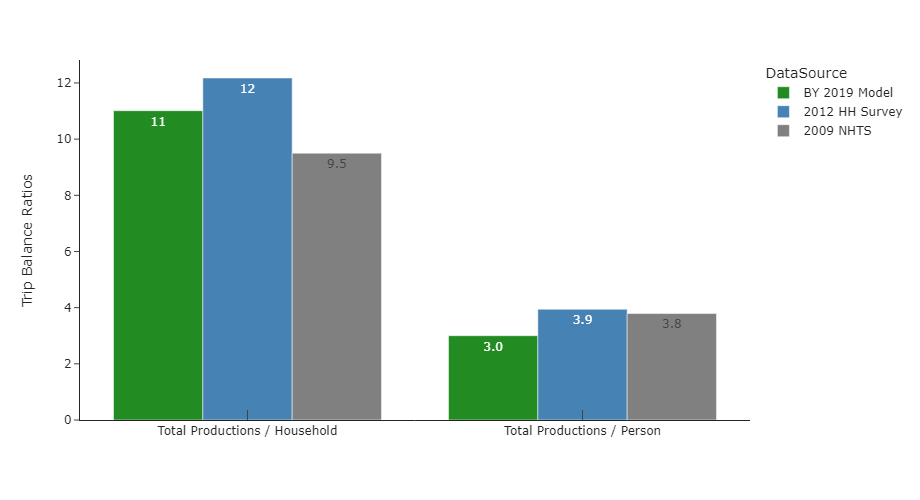 DataSource
BY 2019 Model
2012 HH Survey
2009 NHTS
Trip Balance Ratios
12
10
8
6
4
2
0
11
12
9.5
3.0
3.9
3.8
Total Productions / Household
Total Productions / Person